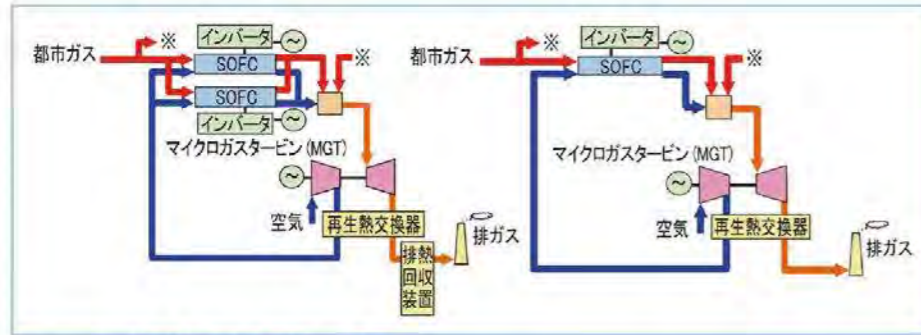 都市ガス
※
インバータ
～
SOFC
※
SOFC
インバータ
～
マイクロガスタービン(MGT)
～
空気
再生熱交換器
排熱
回収
装置
排ガス
都市ガス
※
インバータ
～
SOFC
※
マイクロガスタービン(MGT)
～
空気
再生熱交換器
排ガス